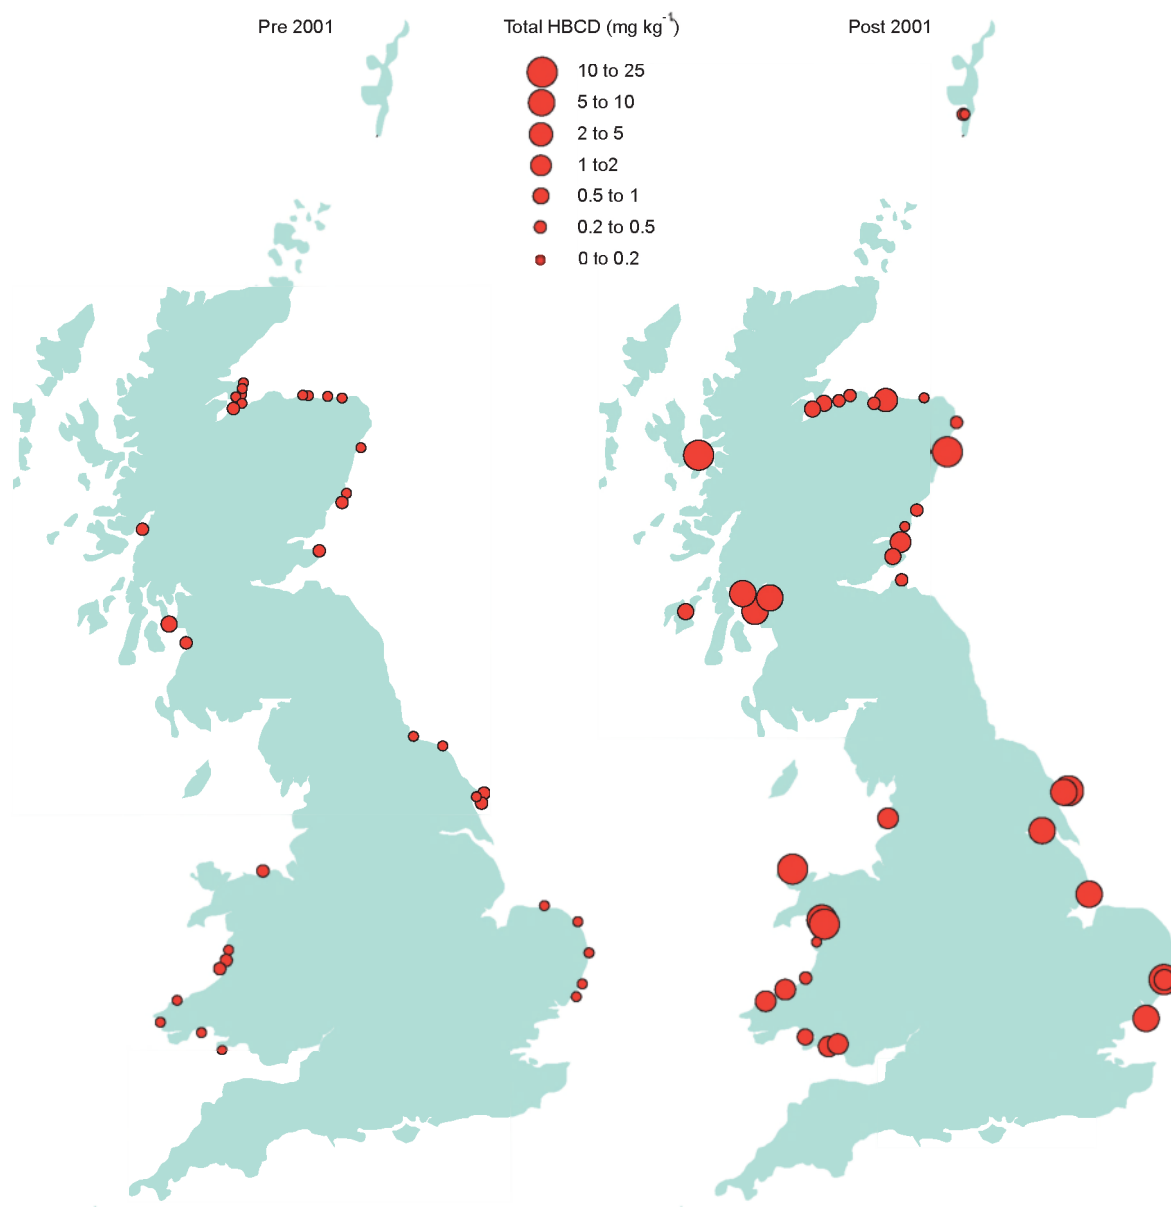 Pre 2001
Total HBCD (mg kg⁻¹)
Post 2001
10 to 25
5 to 10
2 to 5
1 to2
0.5 to 1
0.2 to 0.5
0 to 0.2